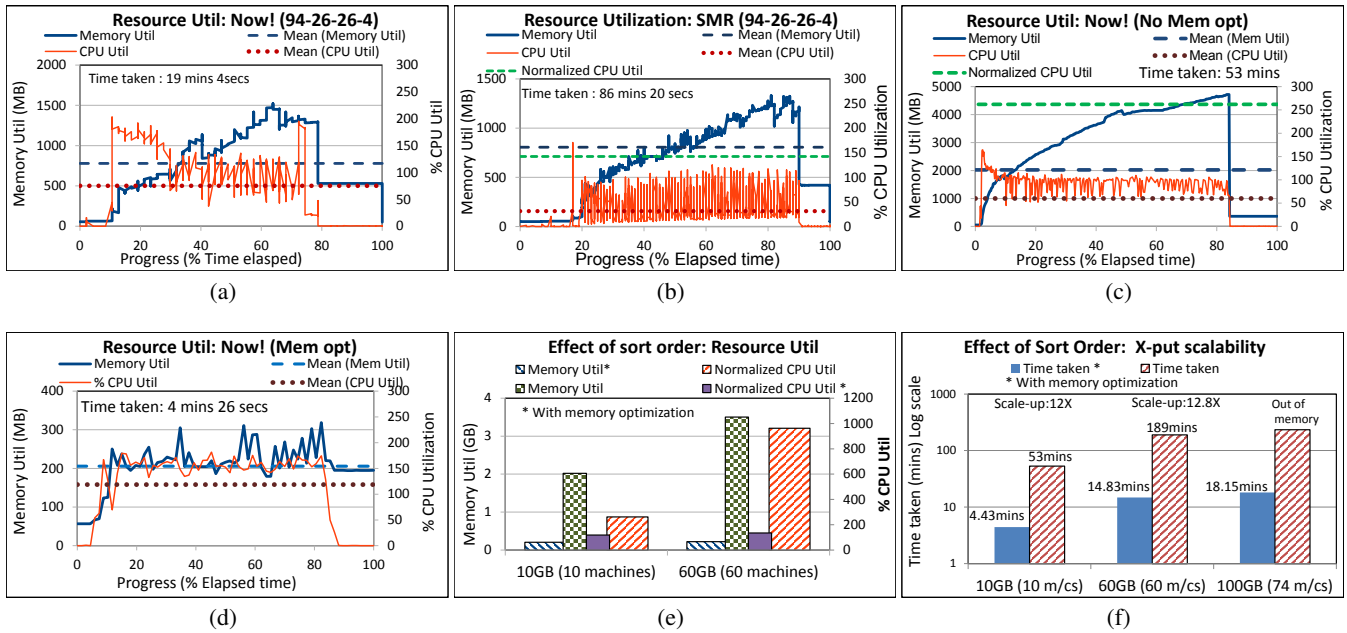 Resource Util: Now! (94-26-26-4)
Memory Util
Mean (Memory Util)
CPU Util
Mean (CPU Util)
Time taken : 19 mins 4secs
Memory Util (MB)
2000
1500
1000
500
0
% CPU Util
300
250
200
150
100
50
0
0 20 40 60 80 100
Progress (% Time elasped)
(a)
Resource Utilization: SMR (94-26-26-4)
Memory Util
Mean (Memory Util)
CPU Util
Mean (CPU Util)
Normalized CPU Util
Time taken : 86 mins 20 secs
Memory Util (MB)
1500
1250
1000
750
500
250
0
% CPU Utilization
300
250
200
150
100
50
0
0 20 40 60 80 100
Progress (% Elapsed time)
(b)
Resource Util: Now! (No Mem opt)
Memory Util
Mean (Mem Util)
CPU Util
Mean (CPU Util)
Normalized CPU Util
Time taken: 53 mins
Memory Util (MB)
5000
4000
3000
2000
1000
0
% CPU Utilization
300
250
200
150
100
50
0
0 20 40 60 80 100
Progress (% Elapsed time)
(c)
Resource Util: Now! (Mem opt)
Memory Util
Mean (Mem Util)
% CPU Util
Mean (CPU Util)
Time taken: 4 mins 26 secs
Memory Util (MB)
400
300
200
100
0
% CPU Utilization
300
250
200
150
100
50
0
0 20 40 60 80 100
Progress (% Elapsed time)
(d)
Effect of sort order: Resource Util
Memory Util*
Normalized CPU Util
Memory Util
Normalized CPU Util *
* With memory optimization
Memory Util (GB)
4
3
2
1
0
% CPU Util
1200
1000
800
600
400
200
0
10GB (10 machines) 60GB (60 machines)
(e)
Effect of Sort Order: X-put scalability
Time taken *
Time taken
* With memory optimization
Scale-up:12X
Scale-up:12.8X
Out of
memory
189mins
53mins
14.83mins
18.15mins
4.43mins
Time taken (mins) Log scale
1000
100
10
1
10GB (10 m/cs) 60GB (60 m/cs) 100GB (74 m/cs)
(f)